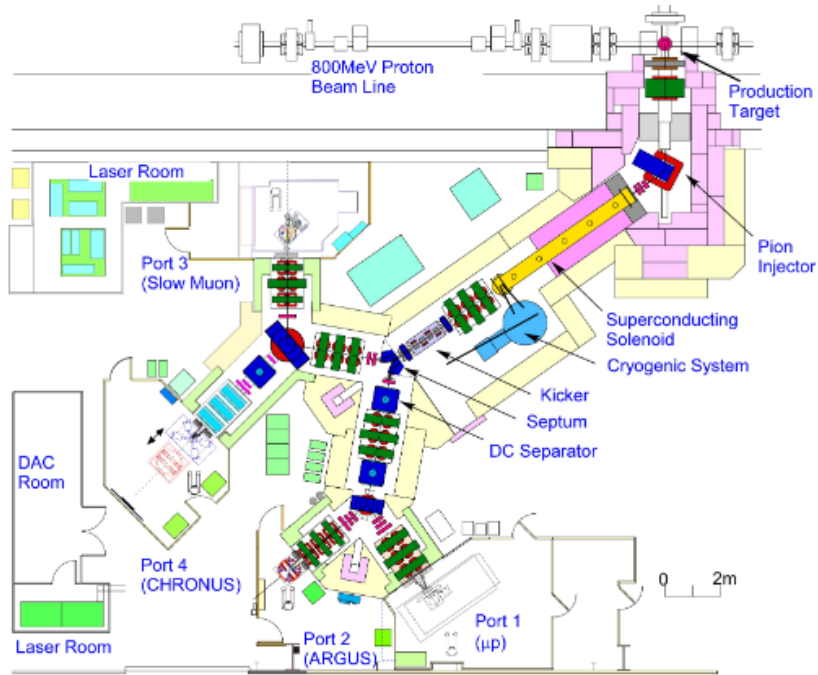 800MeV Proton
Beam Line
Production
Target
Laser Room
Port 3
(Slow Muon)
Pion
Injector
Superconducting
Solenoid
Cryogenic System
Kicker
Septum
DC Separator
DAC
Room
Port 4
(CHRONUS)
0 2m
Port 1
(μp)
Port 2
(ARGUS)
Laser Room